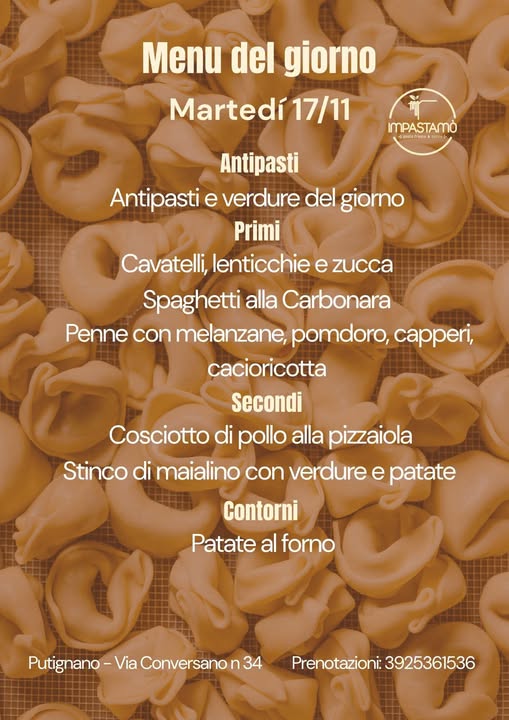 Menu del giorno
Martedí 17/11
IMPASTAMÒ
Antipasti
Antipasti e verdure del giorno
Primi
Cavatelli, lenticchie e zucca
Spaghetti alla Carbonara
Penne con melanzane, pomdoro, capperi,
cacioricotta
Secondi
Cosciotto di pollo alla pizzaiola
Stinco di maialino con verdure e patate
Contorni
Patate al forno
Putignano - Via Conversano n 34 Prenotazioni: 3925361536